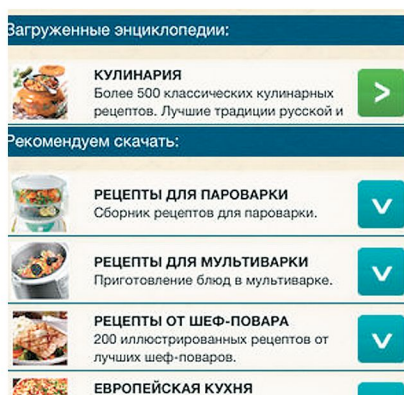 Загруженные энциклопедии:
КУЛИНАРИЯ
Более 500 классических кулинарных
рецептов. Лучшие традиции русской и
Рекомендуем скачать:
РЕЦЕПТЫ ДЛЯ ПАРОВАРКИ
Сборник рецептов для пароварки.
РЕЦЕПТЫ ДЛЯ МУЛЬТИВАРКИ
Приготовление блюд в мультиварке.
РЕЦЕПТЫ ОТ ШЕФ-ПОВАРА
200 иллюстрированных рецептов от
лучших шеф-поваров.
ЕВРОПЕЙСКАЯ КУХНЯ